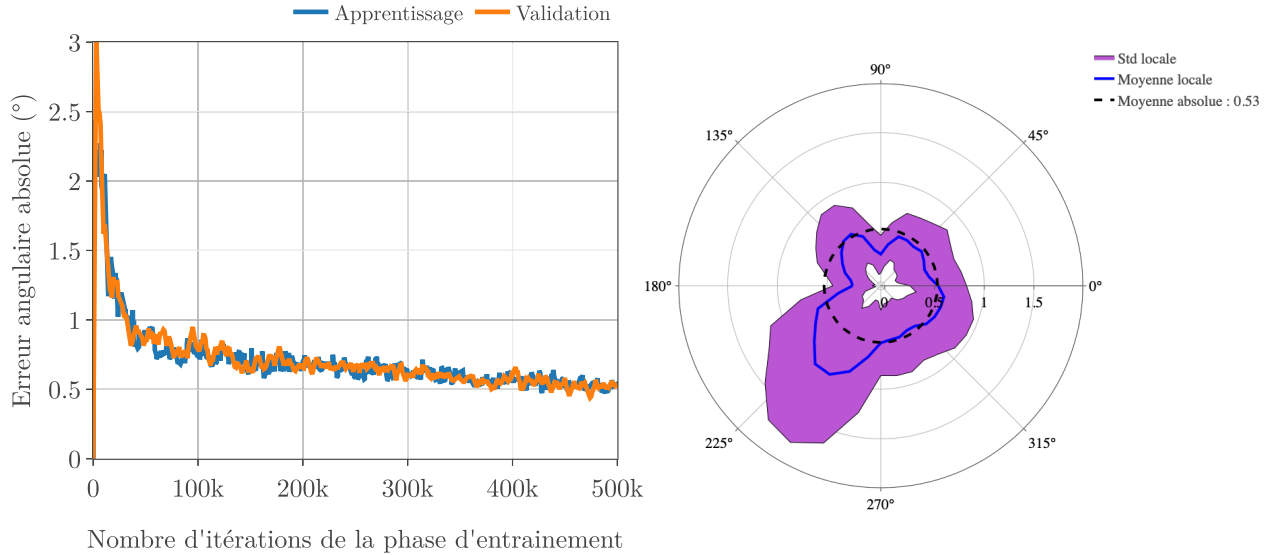 Apprentissage Validation
3
2.5
2
1.5
1
0.5
0
Erreur angulaire absolue (°)
0 100k 200k 300k 400k 500k
Nombre d'itérations de la phase d'entrainement
Std locale
Moyenne locale
Moyenne absolue : 0.53
90°
135° 45°
180° 0°
0 0.5 1 1.5
225° 315°
270°